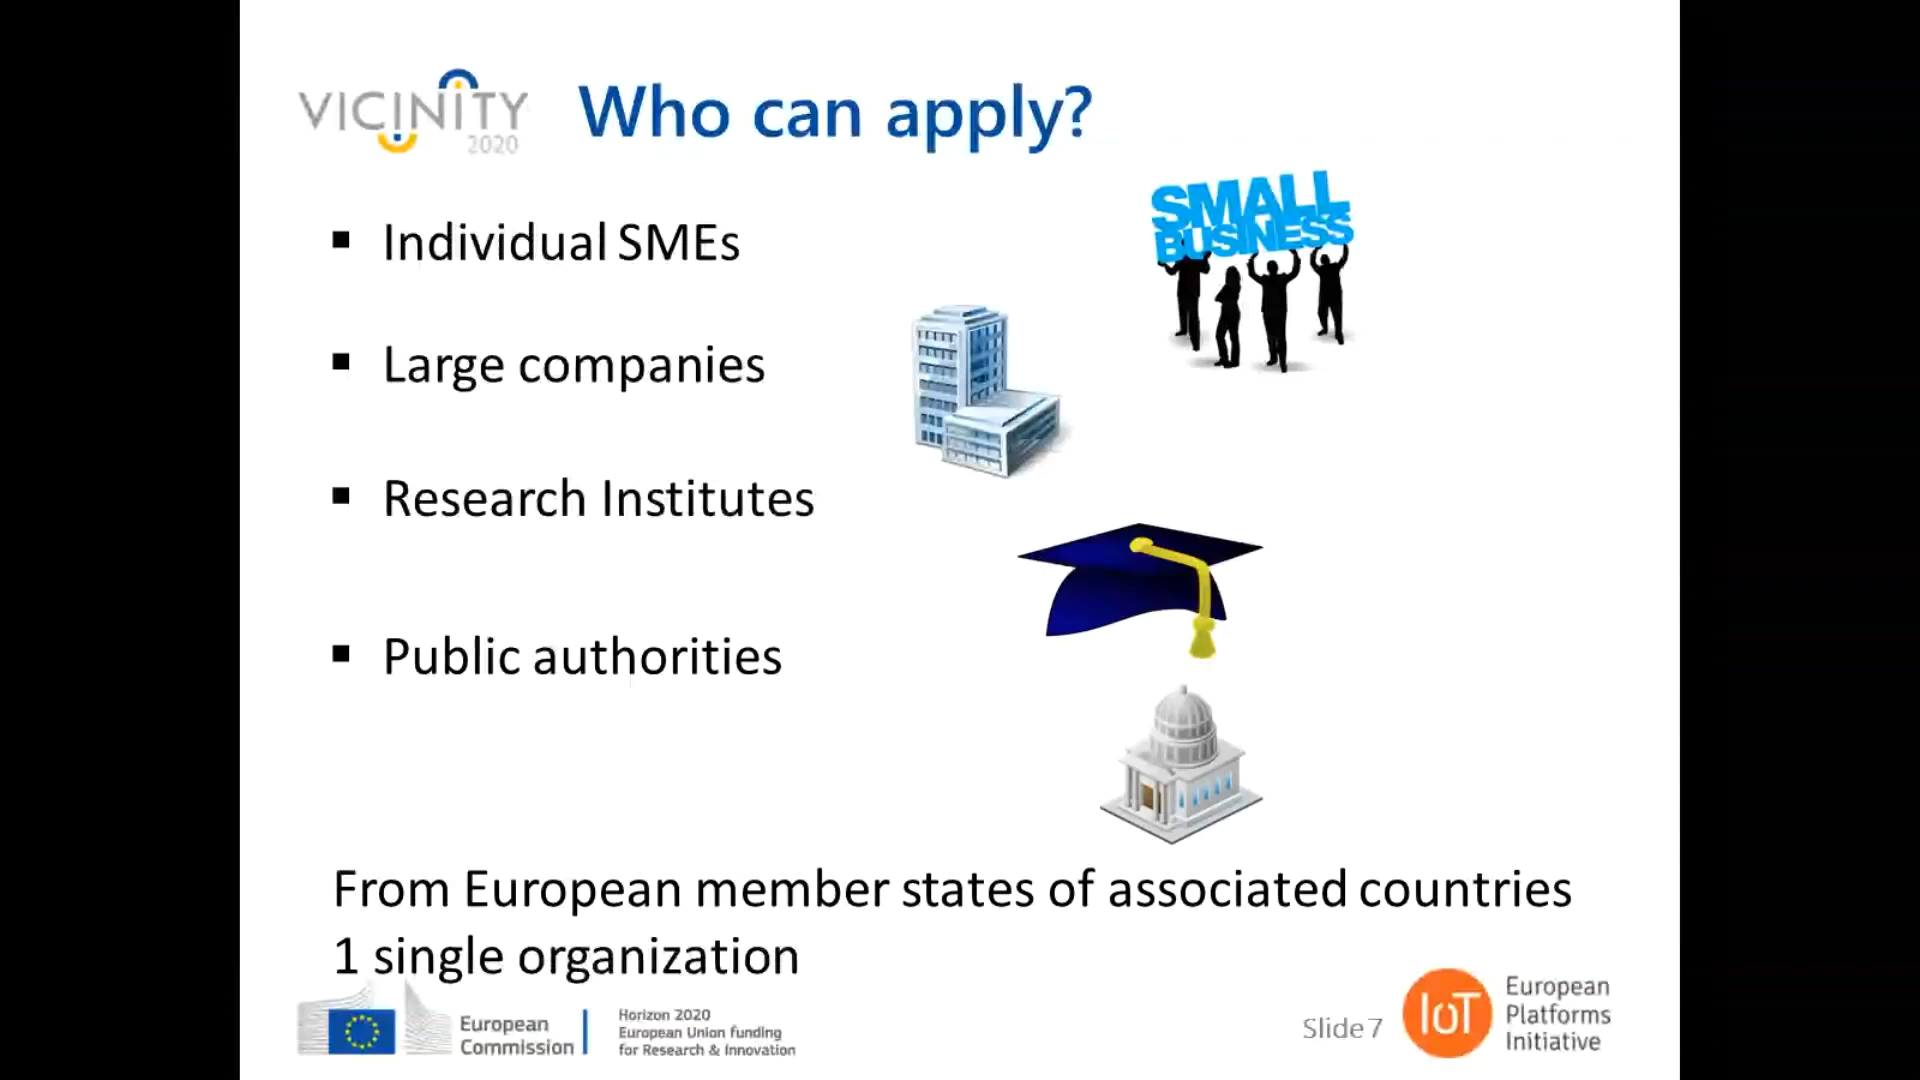 VICINITY
2020
Who can apply?
SMALL
BUSINESS
▪ Individual SMEs
▪ Large companies
▪ Research Institutes
▪ Public authorities
From European member states of associated countries
1 single organization
European
Commission
Horizon 2020
European Union funding
for Research & Innovation
Slide 7
IoT
European
Platforms
Initiative